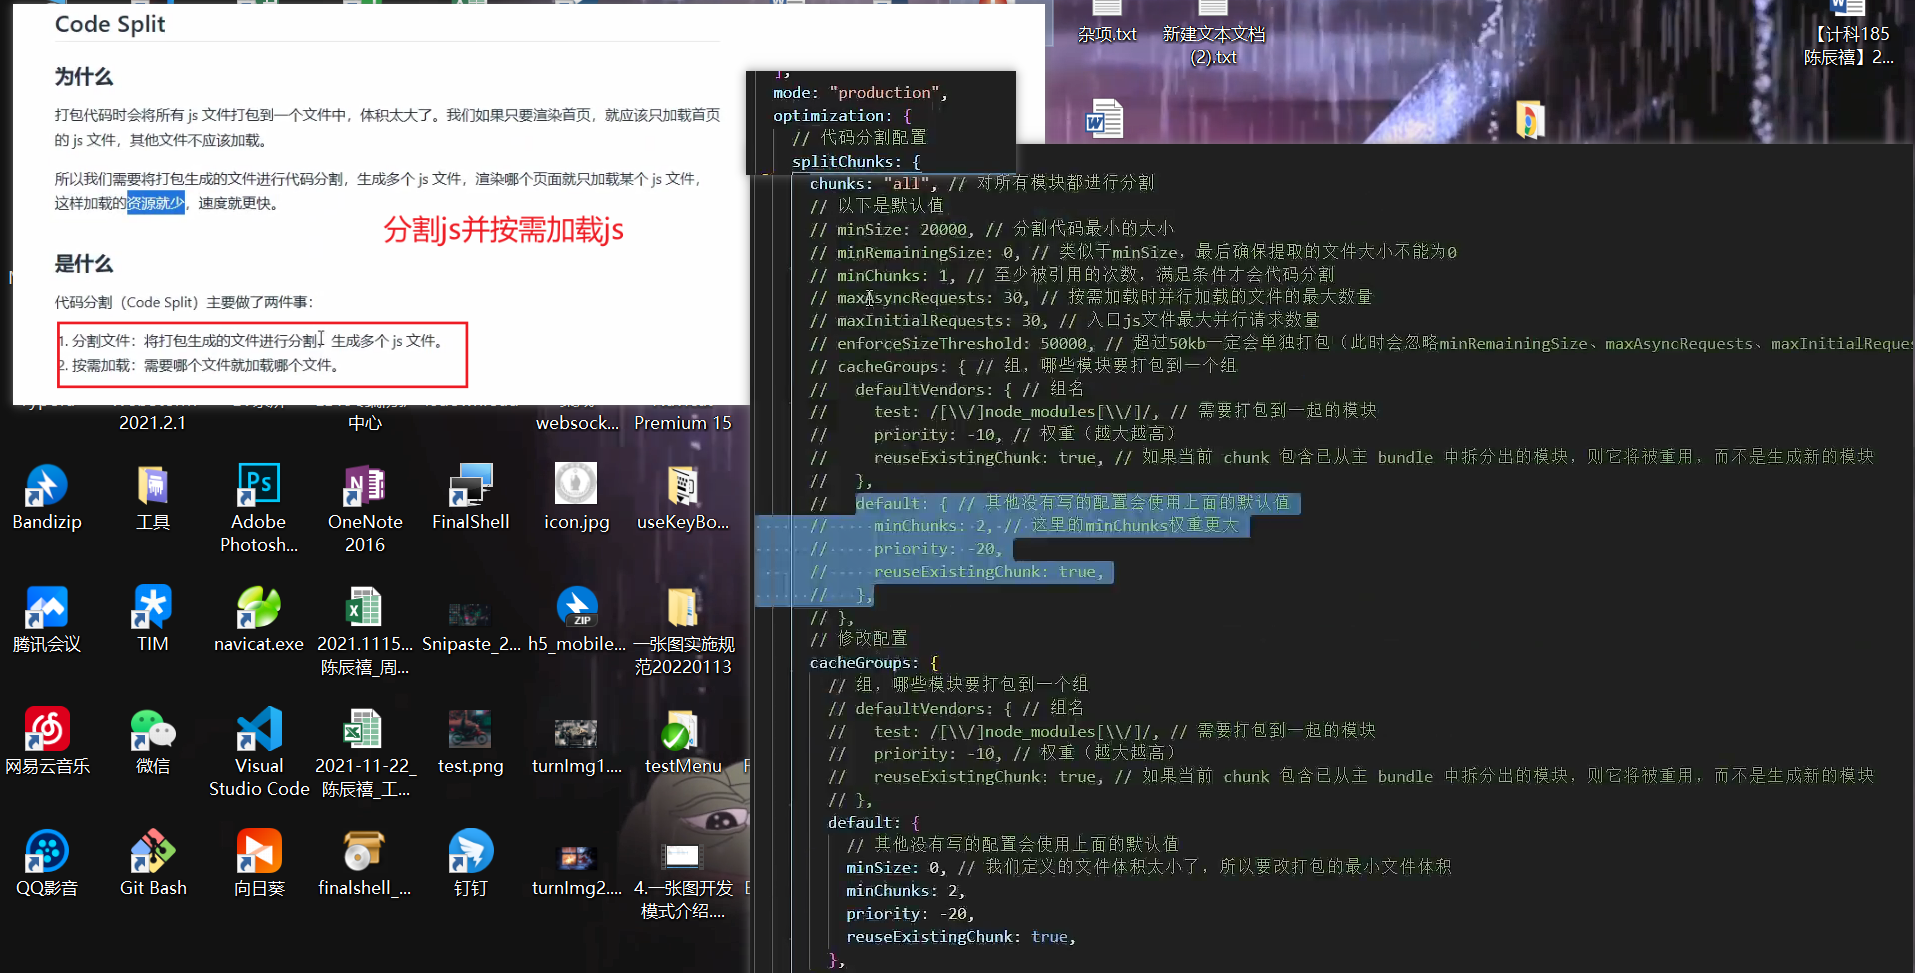 Code Split
为什么
打包代码时会将所有 js 文件打包到一个文件中，体积太大了。我们如果只要渲染首页，就应该只加载首页
的 js 文件，其他文件不应该加载。
所以我们需要将打包生成的文件进行代码分割，生成多个 js 文件，渲染哪个页面就只加载某个 js 文件，
这样加载的资源就少，速度就更快。
分割js并按需加载js
是什么
代码分割（Code Split）主要做了两件事：
1. 分割文件：将打包生成的文件进行分割，生成多个 js 文件。
2. 按需加载：需要哪个文件就加载哪个文件。
杂项.txt
新建文本文档
(2).txt
【计科185
陈辰禧】2...
},
mode: "production",
optimization: {
// 代码分割配置
splitChunks: {
chunks: "all", // 对所有模块都进行分割
// 以下是默认值
// minSize: 20000, // 分割代码最小的大小
// minRemainingSize: 0, // 类似于minSize，最后确保提取的文件大小不能为0
// minChunks: 1, // 至少被引用的次数，满足条件才会代码分割
// maxAsyncRequests: 30, // 按需加载时并行加载的文件的最大数量
// maxInitialRequests: 30, // 入口js文件最大并行请求数量
// enforceSizeThreshold: 50000, // 超过50kb一定会单独打包（此时会忽略minRemainingSize、maxAsyncRequests、maxInitialReques
// cacheGroups: { // 组，哪些模块要打包到一个组
//   defaultVendors: { // 组名
//     test: /[\\/]node_modules[\\/]/, // 需要打包到一起的模块
//     priority: -10, // 权重（越大越高）
//     reuseExistingChunk: true, // 如果当前 chunk 包含已从主 bundle 中拆分出的模块，则它将被重用，而不是生成新的模块
//   },
//   default: { // 其他没有写的配置会使用上面的默认值
//     minChunks: 2, // 这里的minChunks权重更大
//     priority: -20,
//     reuseExistingChunk: true,
//   },
// },
// 修改配置
cacheGroups: {
// 组，哪些模块要打包到一个组
// defaultVendors: { // 组名
//   test: /[\\/]node_modules[\\/]/, // 需要打包到一起的模块
//   priority: -10, // 权重（越大越高）
//   reuseExistingChunk: true, // 如果当前 chunk 包含已从主 bundle 中拆分出的模块，则它将被重用，而不是生成新的模块
// },
default: {
// 其他没有写的配置会使用上面的默认值
minSize: 0, // 我们定义的文件体积太小了，所以要改打包的最小文件体积
minChunks: 2,
priority: -20,
reuseExistingChunk: true,
},
2021.2.1
中心
websock...
Premium 15
Bandizip
工具
Adobe
Photosh...
OneNote
2016
FinalShell
icon.jpg
useKeyBo...
腾讯会议
TIM
navicat.exe
2021.1115...
陈辰禧_周...
Snipaste_2...
ZIP
h5_mobile...
一张图实施规
范20220113
网易云音乐
微信
Visual
Studio Code
2021-11-22_
陈辰禧_工...
test.png
turnImg1....
testMenu
QQ影音
Git Bash
向日葵
finalshell_...
钉钉
turnImg2....
4.一张图开发
模式介绍....